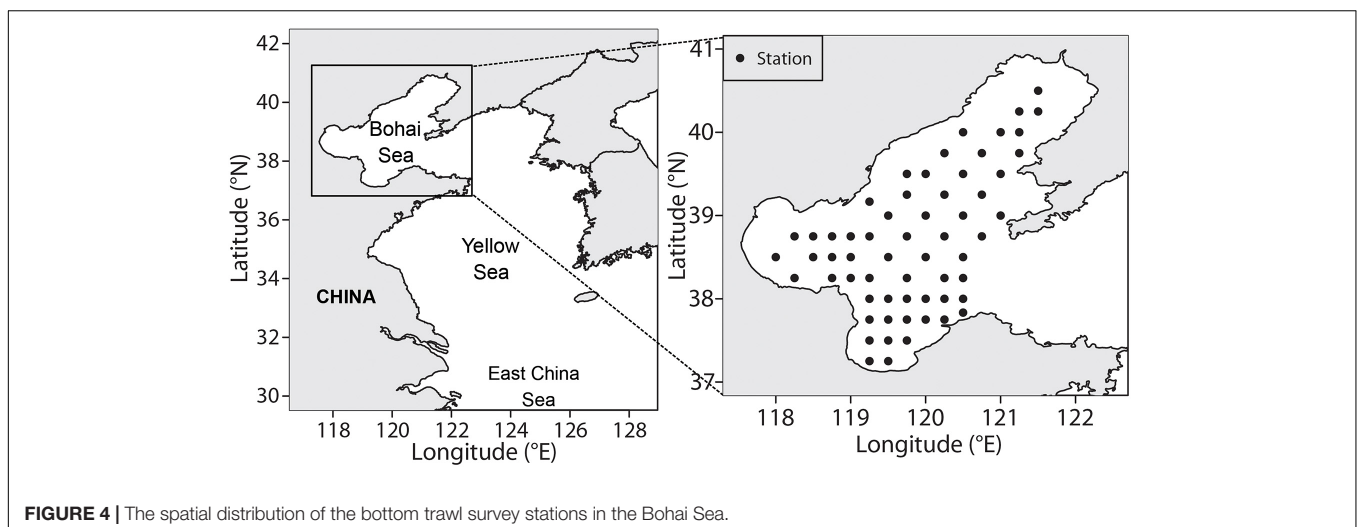 42
40
38
36
34
32
30
Latitude (°N)
Bohai
Sea
Yellow
Sea
CHINA
East China
Sea
118 120 122 124 126 128
Longitude (°E)
Station
41
40
39
38
37
Latitude (°N)
118 119 120 121 122
Longitude (°E)
FIGURE 4 | The spatial distribution of the bottom trawl survey stations in the Bohai Sea.